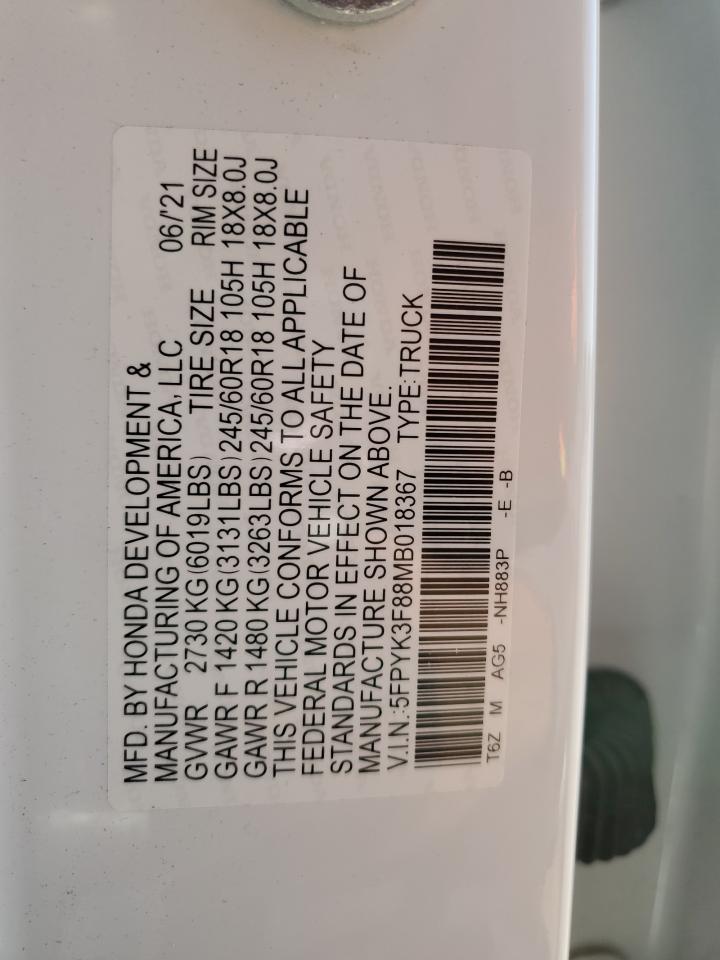 MFD. BY HONDA DEVELOPMENT &
MANUFACTURING OF AMERICA, LLC 06/'21
GVWR 2730 KG(6019LBS) TIRE SIZE RIM SIZE
GAWR F 1420 KG(3131LBS)245/60R18 105H 18X8.0J
GAWR R 1480 KG(3263LBS)245/60R18 105H 18X8.0J
THIS VEHICLE CONFORMS TO ALL APPLICABLE
FEDERAL MOTOR VEHICLE SAFETY
STANDARDS IN EFFECT ON THE DATE OF
MANUFACTURE SHOWN ABOVE.
V.I.N.:5FPYK3F88MB018367 TYPE:TRUCK
T6Z M AG5 -NH883P -E -B